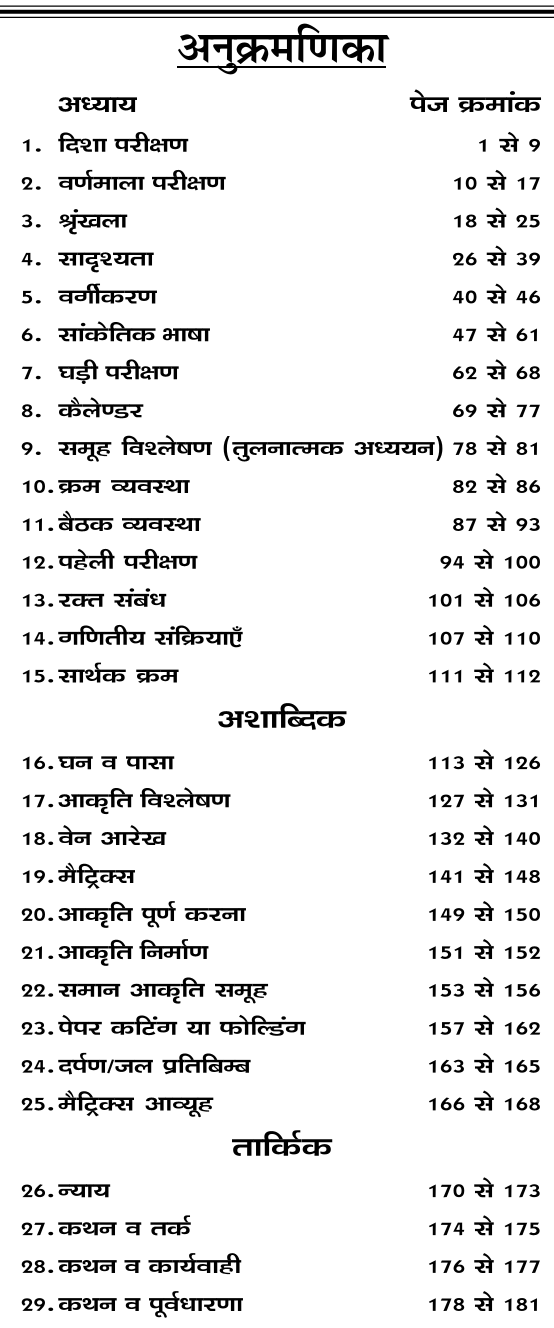 अनुक्रमणिका
अध्याय पेज क्रमांक
1. दिशा परीक्षण 1 से 9
2. वर्णमाला परीक्षण 10 से 17
3. श्रृंखला 18 से 25
4. सादृश्यता 26 से 39
5. वर्गीकरण 40 से 46
6. सांकेतिक भाषा 47 से 61
7. घड़ी परीक्षण 62 से 68
8. कैलेण्डर 69 से 77
9. समूह विश्लेषण (तुलनात्मक अध्ययन) 78 से 81
10. क्रम व्यवस्था 82 से 86
11. बैठक व्यवस्था 87 से 93
12. पहेली परीक्षण 94 से 100
13. रक्त संबंध 101 से 106
14. गणितीय संक्रियाएँ 107 से 110
15. सार्थक क्रम 111 से 112
अशाब्दिक
16. घन व पासा 113 से 126
17. आकृति विश्लेषण 127 से 131
18. वेन आरेख 132 से 140
19. मैट्रिक्स 141 से 148
20. आकृति पूर्ण करना 149 से 150
21. आकृति निर्माण 151 से 152
22. समान आकृति समूह 153 से 156
23. पेपर कटिंग या फोल्डिंग 157 से 162
24. दर्पण/जल प्रतिबिम्ब 163 से 165
25. मैट्रिक्स आव्यूह 166 से 168
तार्किक
26. न्याय 170 से 173
27. कथन व तर्क 174 से 175
28. कथन व कार्यवाही 176 से 177
29. कथन व पूर्वधारणा 178 से 181